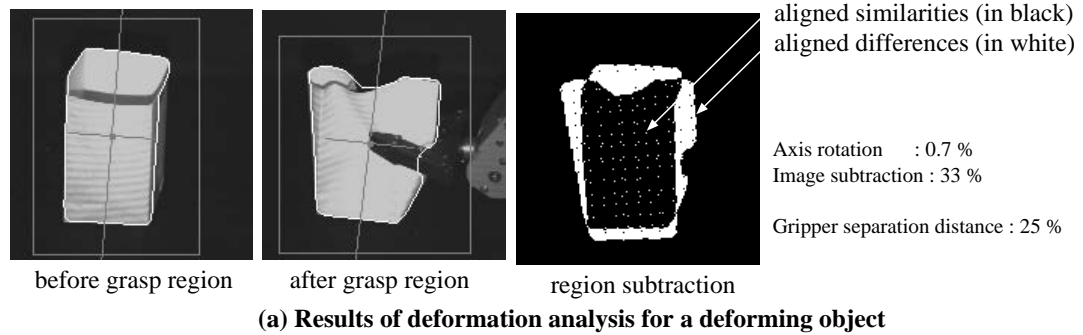 aligned similarities (in black)
aligned differences (in white)
Axis rotation : 0.7 %
Image subtraction : 33 %
Gripper separation distance : 25 %
before grasp region
after grasp region
region subtraction
(a) Results of deformation analysis for a deforming object